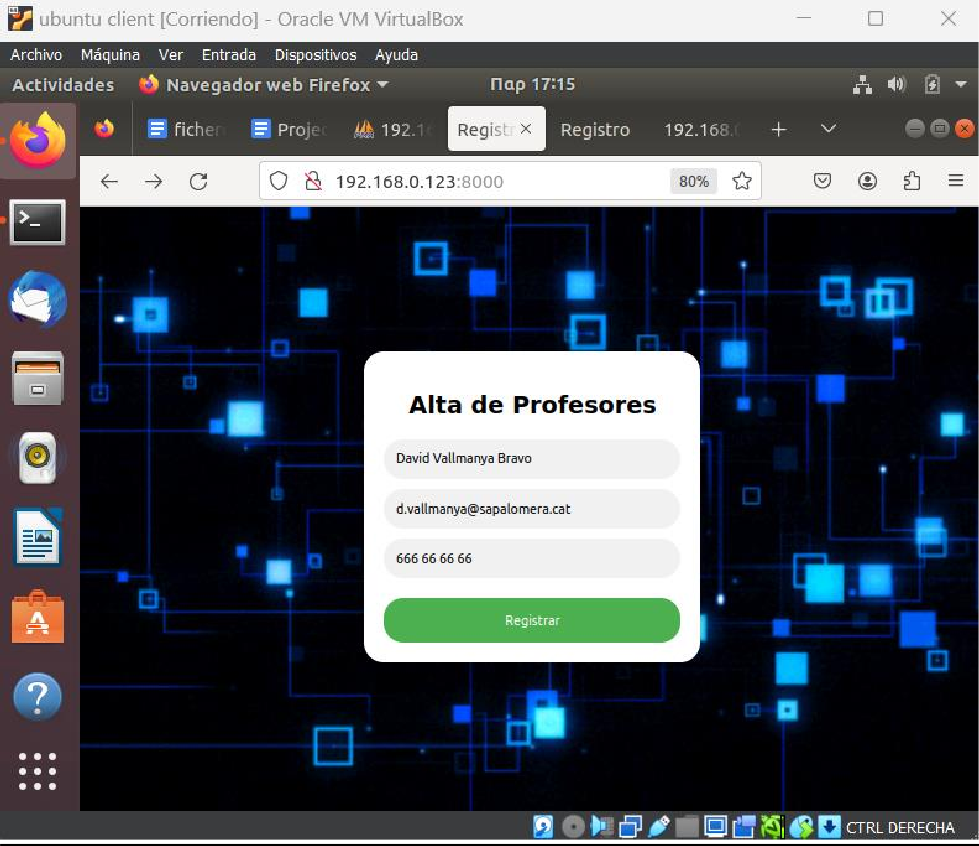 ubuntu client [Corriendo] - Oracle VM VirtualBox
Archivo Máquina Ver Entrada Dispositivos Ayuda
Actividades Navegador web Firefox Пар 17:15
ficher Projec 192.1 Regist Registro 192.168.0
192.168.0.123:8000 80%
Alta de Profesores
David Vallmanya Bravo
d.vallmanya@sapalomera.cat
666 66 66 66
Registrar
CTRL DERECHA